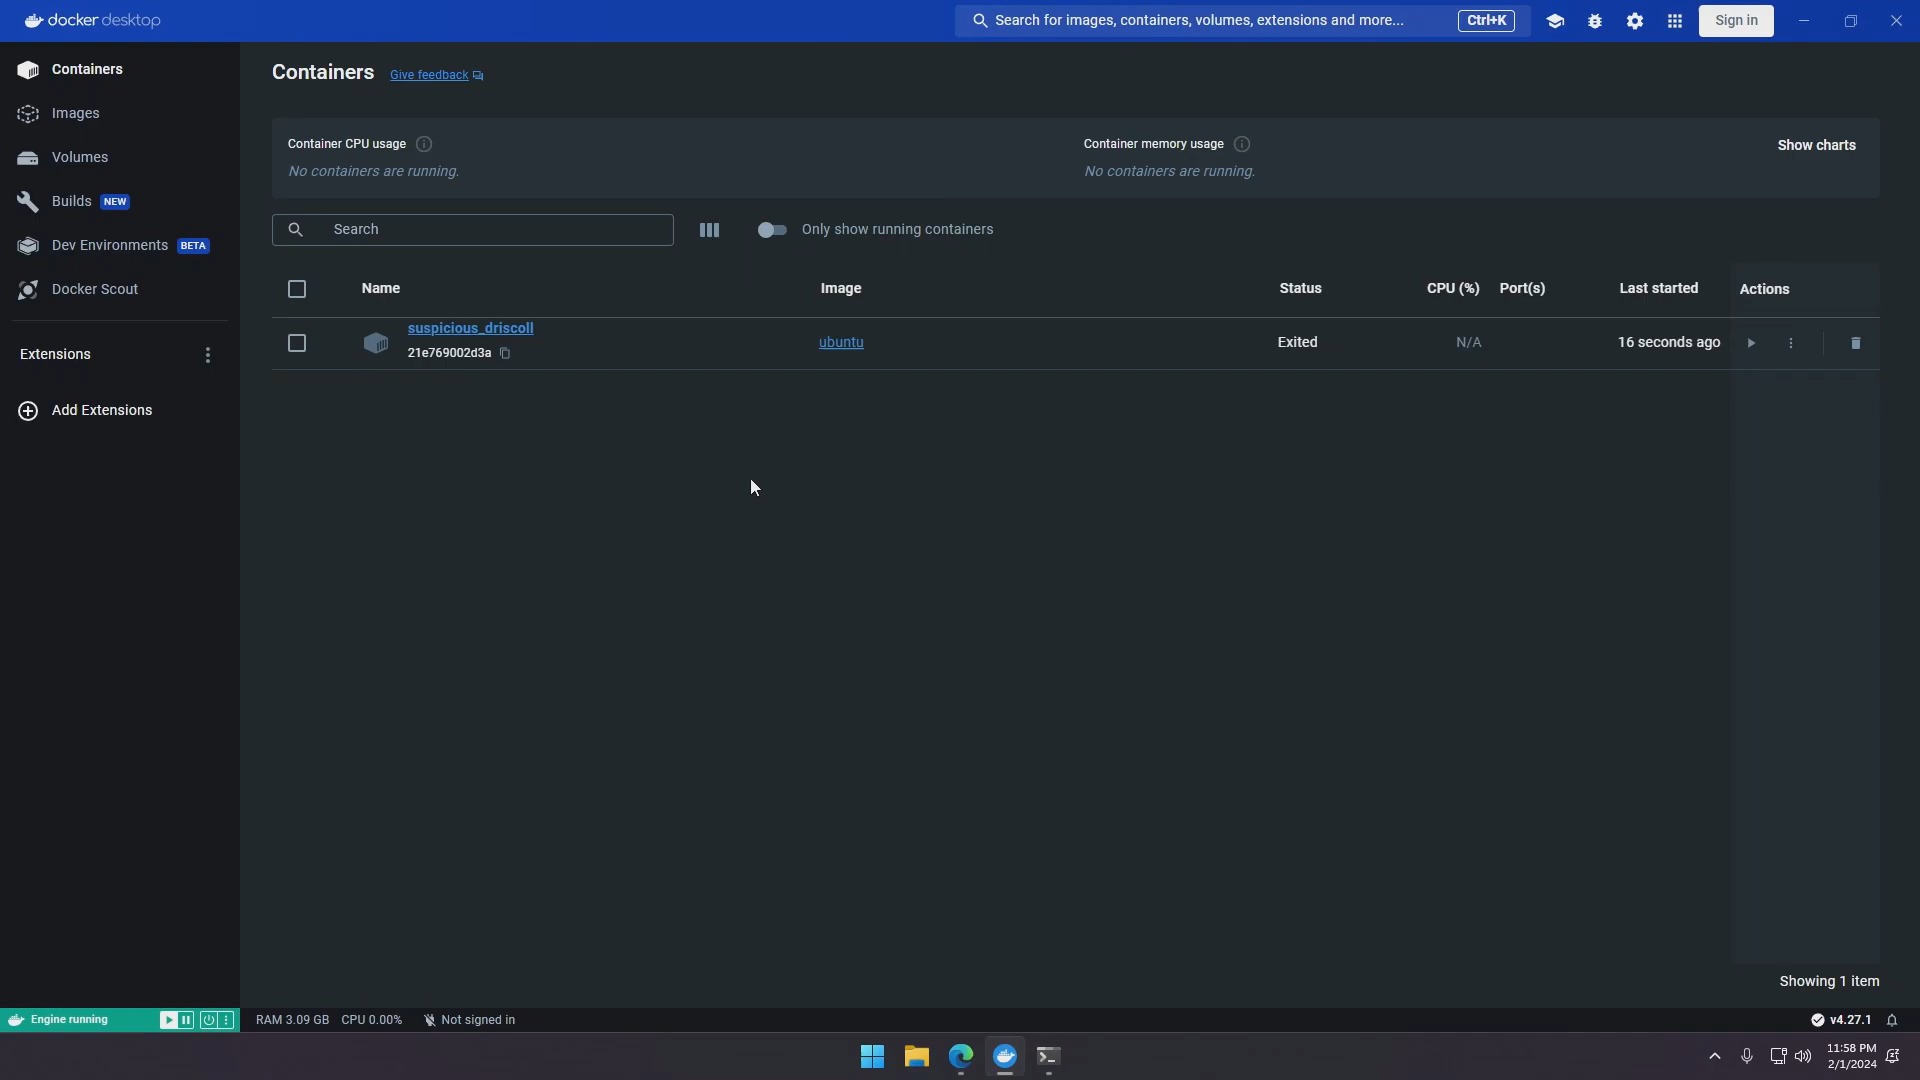 docker desktop
Search for images, containers, volumes, extensions and more...
Ctrl+K
Sign in
Containers
Images
Volumes
Builds NEW
Dev Environments BETA
Docker Scout
Extensions
Add Extensions
Containers Give feedback
Container CPU usage
No containers are running.
Container memory usage
No containers are running.
Show charts
Search
Only show running containers
Name Image Status CPU (%) Port(s) Last started Actions
suspicious_driscoll
21e769002d3a
ubuntu Exited N/A 16 seconds ago
Showing 1 item
Engine running
RAM 3.09 GB CPU 0.00% Not signed in
v4.27.1
11:58 PM
2/1/2024